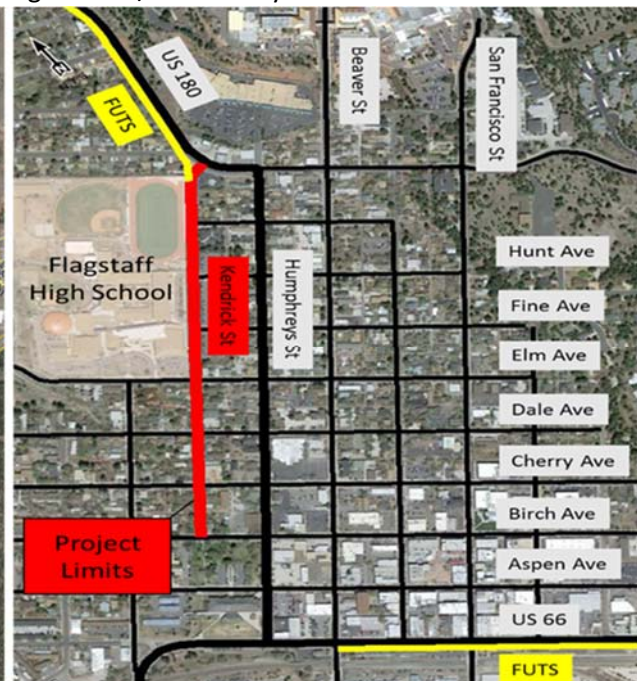 US 180
Beaver St
San Francisco St
FUTS
Flagstaff
High School
Kendrick St
Humphreys St
Hunt Ave
Fine Ave
Elm Ave
Dale Ave
Cherry Ave
Birch Ave
Project
Limits
Aspen Ave
US 66
FUTS